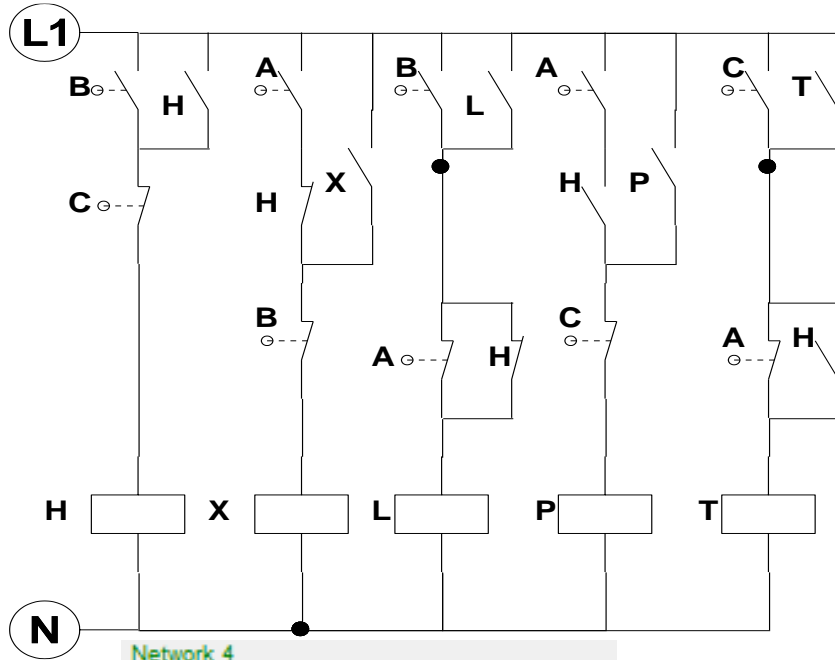 L1
B H A B L A C T
C H X H P
B A H C A H
H X L P T
N
Network 4